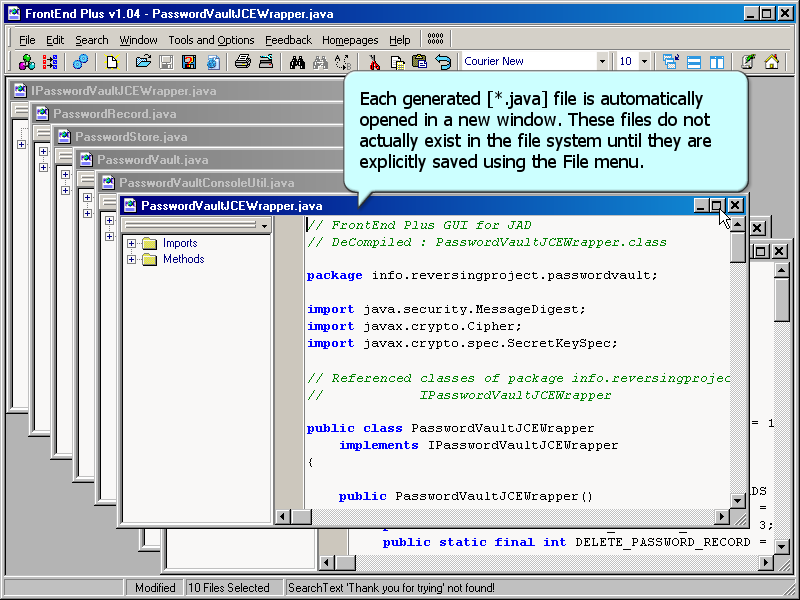 FrontEnd Plus v1.04 - PasswordVaultJCEWrapper.java
File Edit Search Window Tools and Options Feedback Homepages Help
Courier New 10
IPasswordVaultJCEWrapper.java
PasswordRecord.java
PasswordStore.java
PasswordVault.java
PasswordVaultConsoleUtil.java
Each generated [*.java] file is automatically
opened in a new window. These files do not
actually exist in the file system until they are
explicitly saved using the File menu.
PasswordVaultJCEWrapper.java
Imports
Methods
// FrontEnd Plus GUI for JAD
// DeCompiled : PasswordVaultJCEWrapper.class
package info.reversingproject.passwordvault;
import java.security.MessageDigest;
import javax.crypto.Cipher;
import javax.crypto.spec.SecretKeySpec;
// Referenced classes of package info.reversingprojec
// IPasswordVaultJCEWrapper
public class PasswordVaultJCEWrapper
implements IPasswordVaultJCEWrapper
{
public PasswordVaultJCEWrapper()
= 1
DS
=
3;
public static final int DELETE_PASSWORD_RECORD =
Modified 10 Files Selected SearchText 'Thank you for trying' not found!